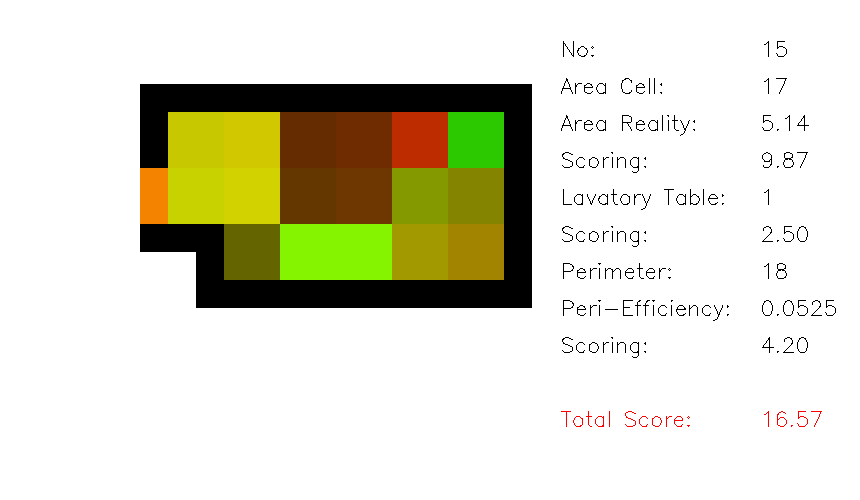 No: 15
Area Cell: 17
Area Reality: 5.14
Scoring: 9.87
Lavatory Table: 1
Scoring: 2.50
Perimeter: 18
Peri-Efficiency: 0.0525
Scoring: 4.20
Total Score: 16.57